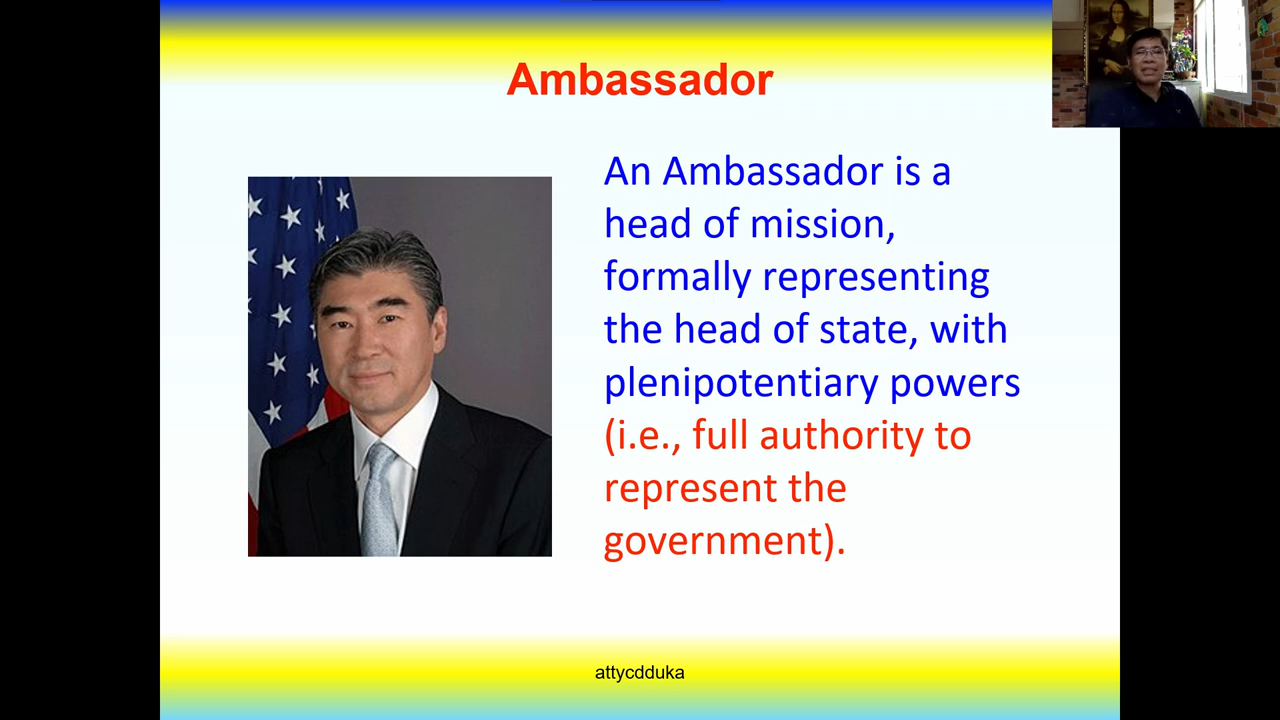 Ambassador
An Ambassador is a
head of mission,
formally representing
the head of state, with
plenipotentiary powers
(i.e., full authority to
represent the
government).
attycdduka